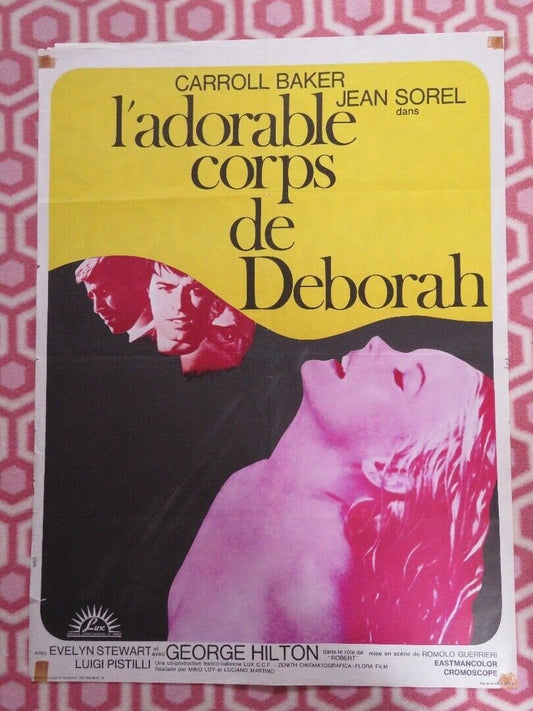 CARROLL BAKER
JEAN SOREL
dans
l'adorable
corps
de
Deborah
Lux
avec EVELYN STEWART et avec GEORGE HILTON dans le rôle de "ROBERT" mise en scène de ROMOLO GUERRIERI
LUIGI PISTILLI Une co-production franco-italienne LUX C.C.F. - ZENITH CINEMATOGRAFICA - FLORA FILM
Réalisé par MINO LOY et LUCIANO MARTINO
EASTMANCOLOR
CROMOSCOPE